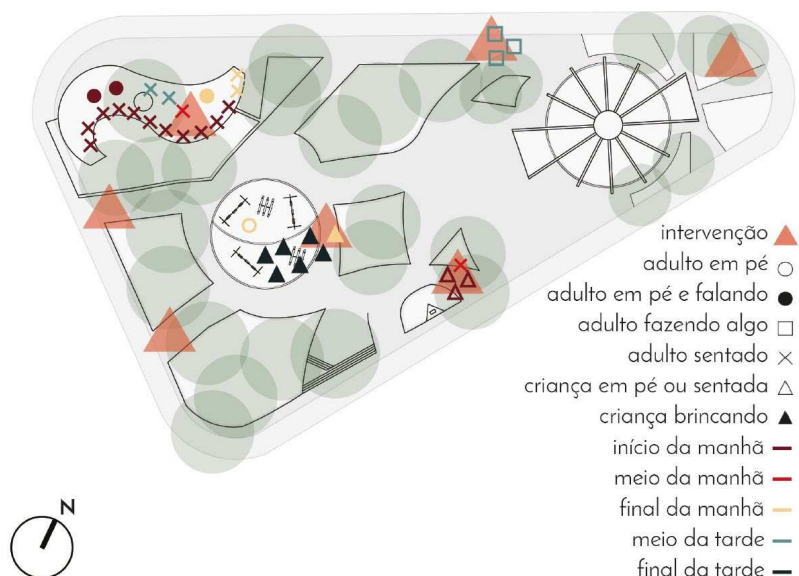 intervenção
adulto em pé
adulto em pé e falando
adulto fazendo algo
adulto sentado
criança em pé ou sentada
criança brincando
início da manhã
meio da manhã
final da manhã
meio da tarde
final da tarde
N